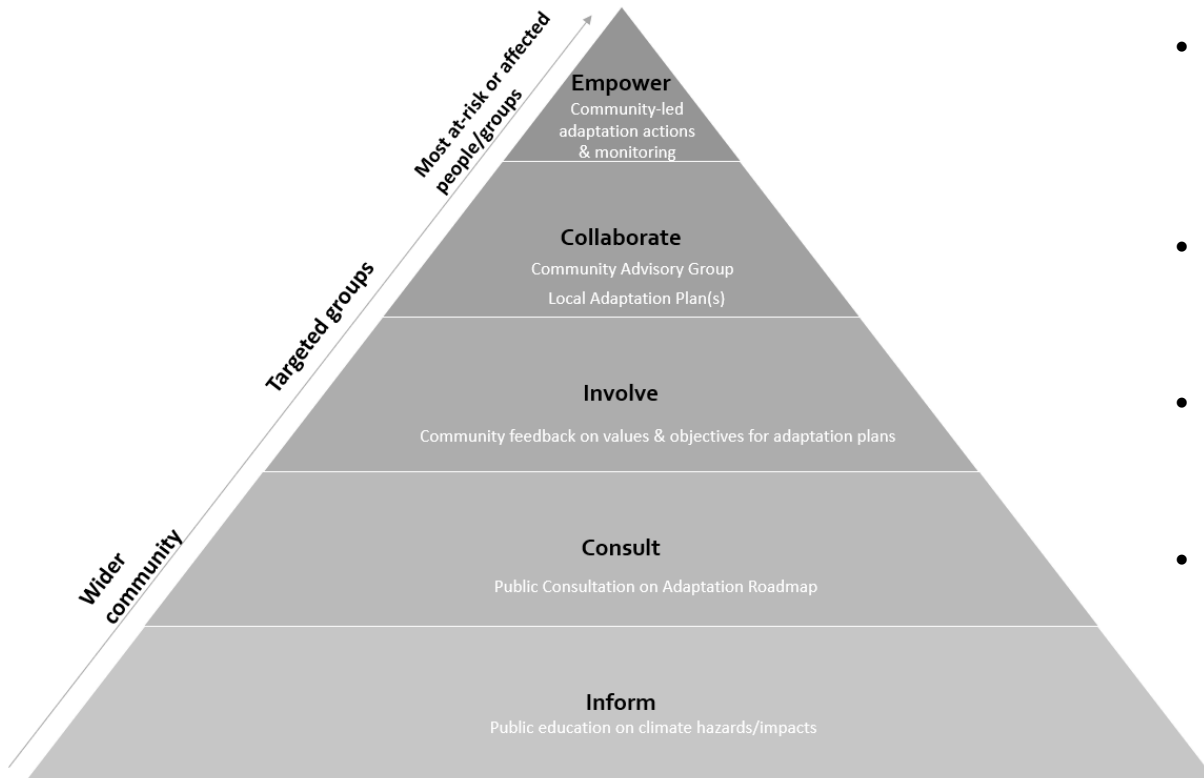 Most at-risk or affected
people/groups
Targeted groups
Wider
community
Empower
Community-led
adaptation actions
& monitoring
Collaborate
Community Advisory Group
Local Adaptation Plan(s)
Involve
Community feedback on values & objectives for adaptation plans
Consult
Public Consultation on Adaptation Roadmap
Inform
Public education on climate hazards/impacts